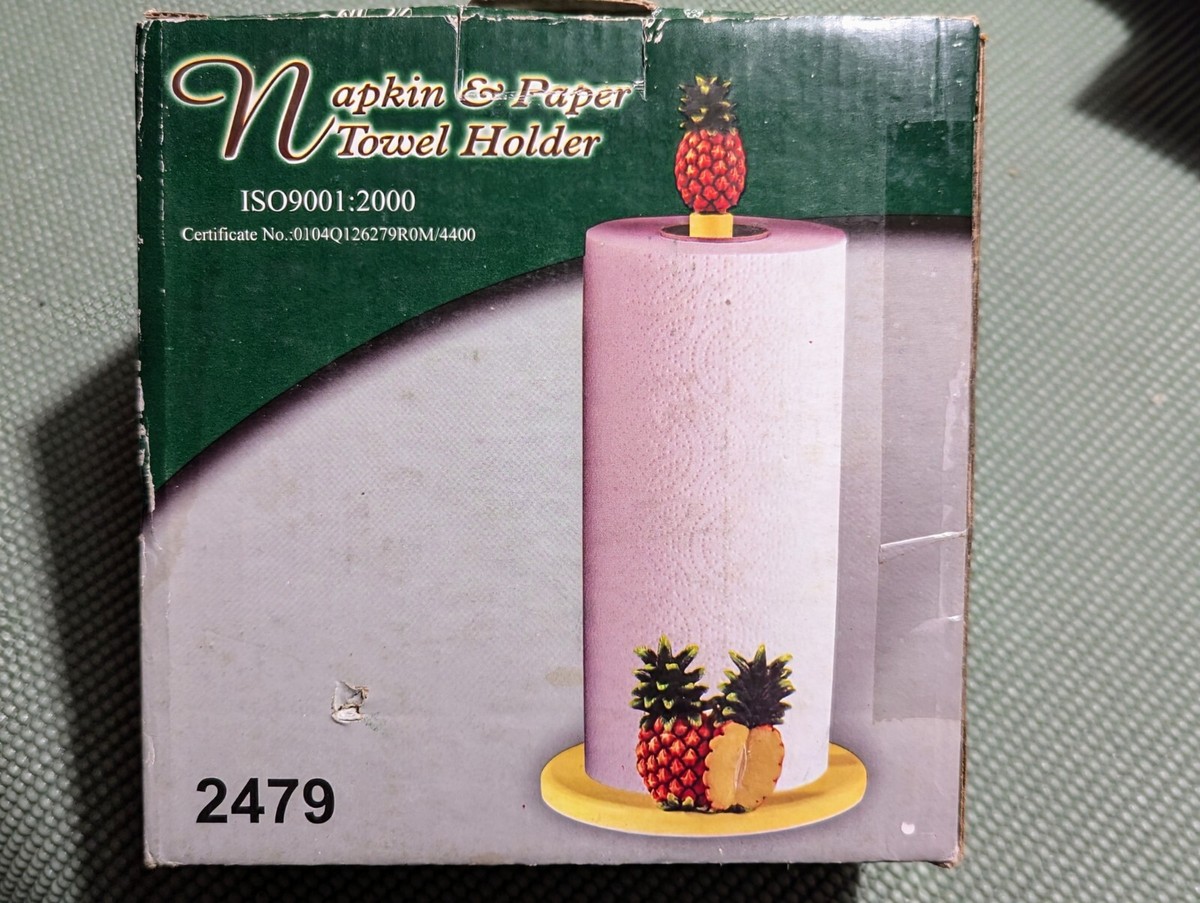 Napkin & Paper
Towel Holder
ISO9001:2000
Certificate No.:0104Q126279R0M/4400
2479